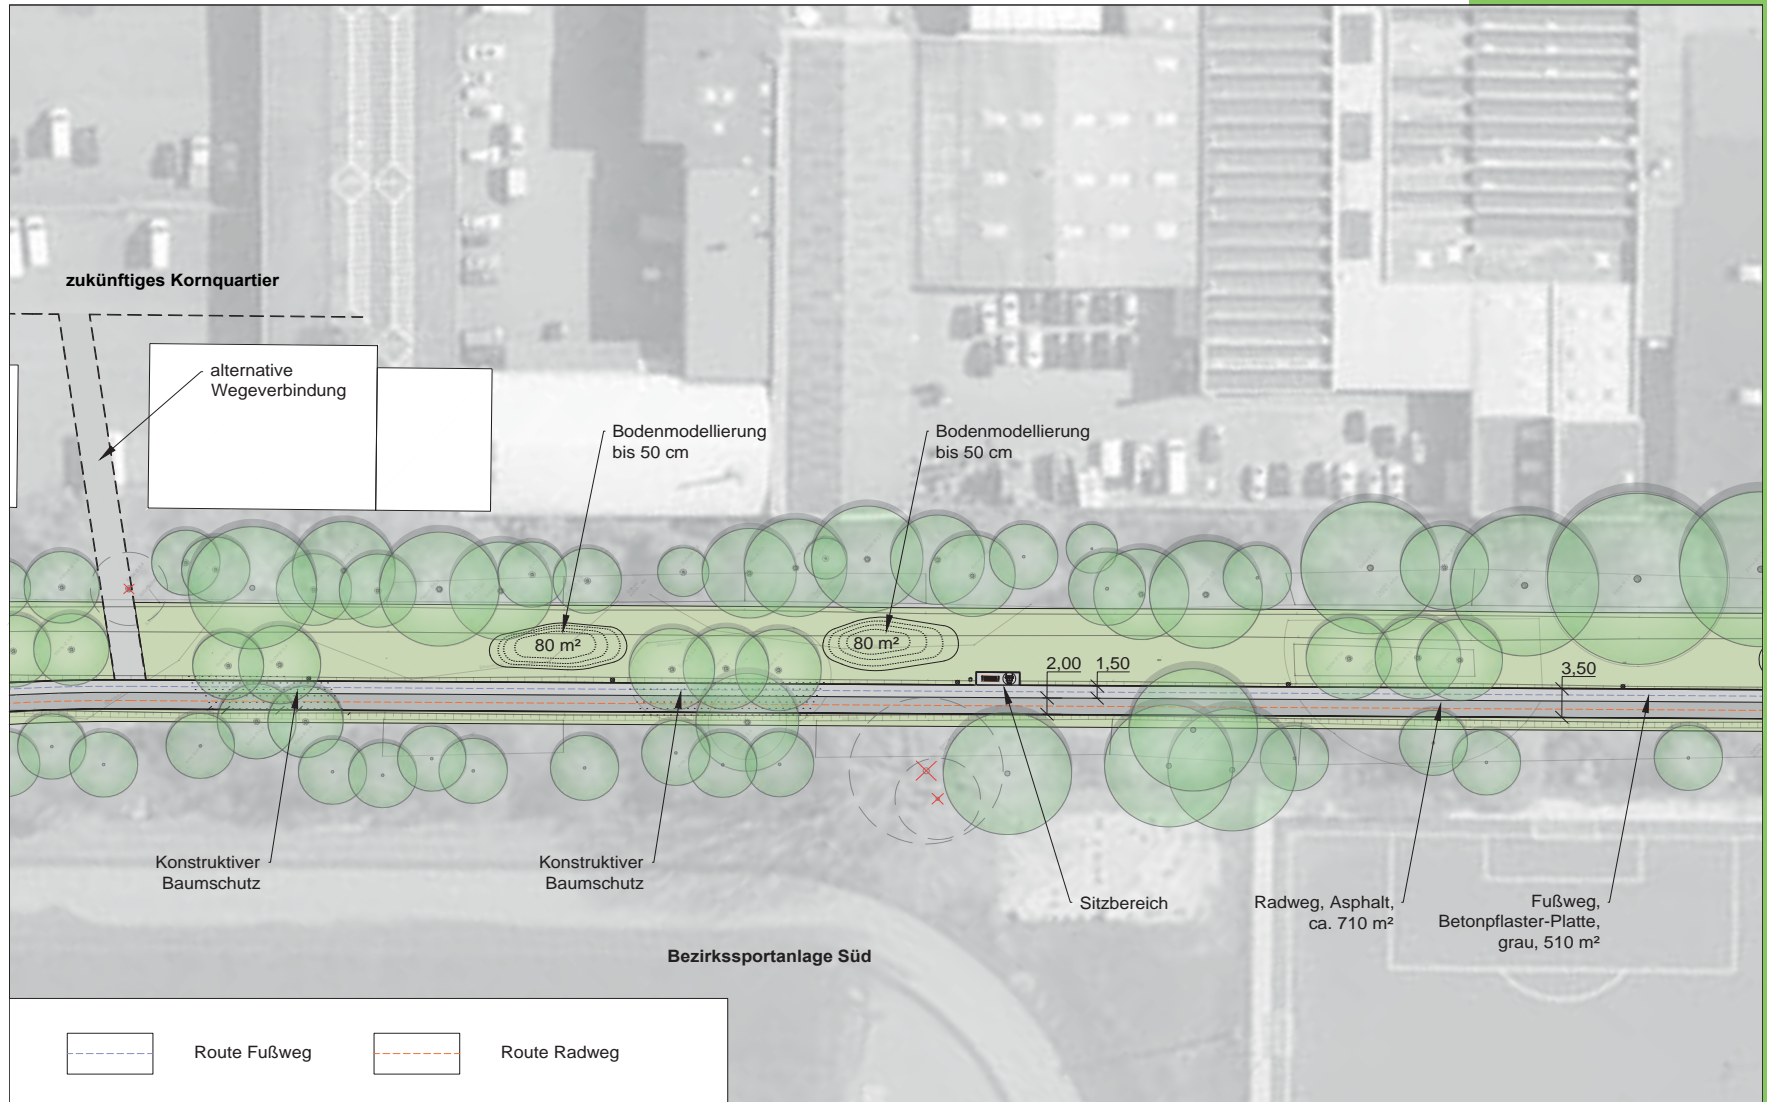 zukünftiges Kornquartier
alternative
Wegeverbindung
Bodenmodellierung
bis 50 cm
Bodenmodellierung
bis 50 cm
80 m²
80 m²
2,00
1,50
3,50
Konstruktiver
Baumschutz
Konstruktiver
Baumschutz
Sitzbereich
Radweg, Asphalt,
ca. 710 m²
Fußweg,
Betonpflaster-Platte,
grau, 510 m²
Bezirkssportanlage Süd
Route Fußweg
Route Radweg